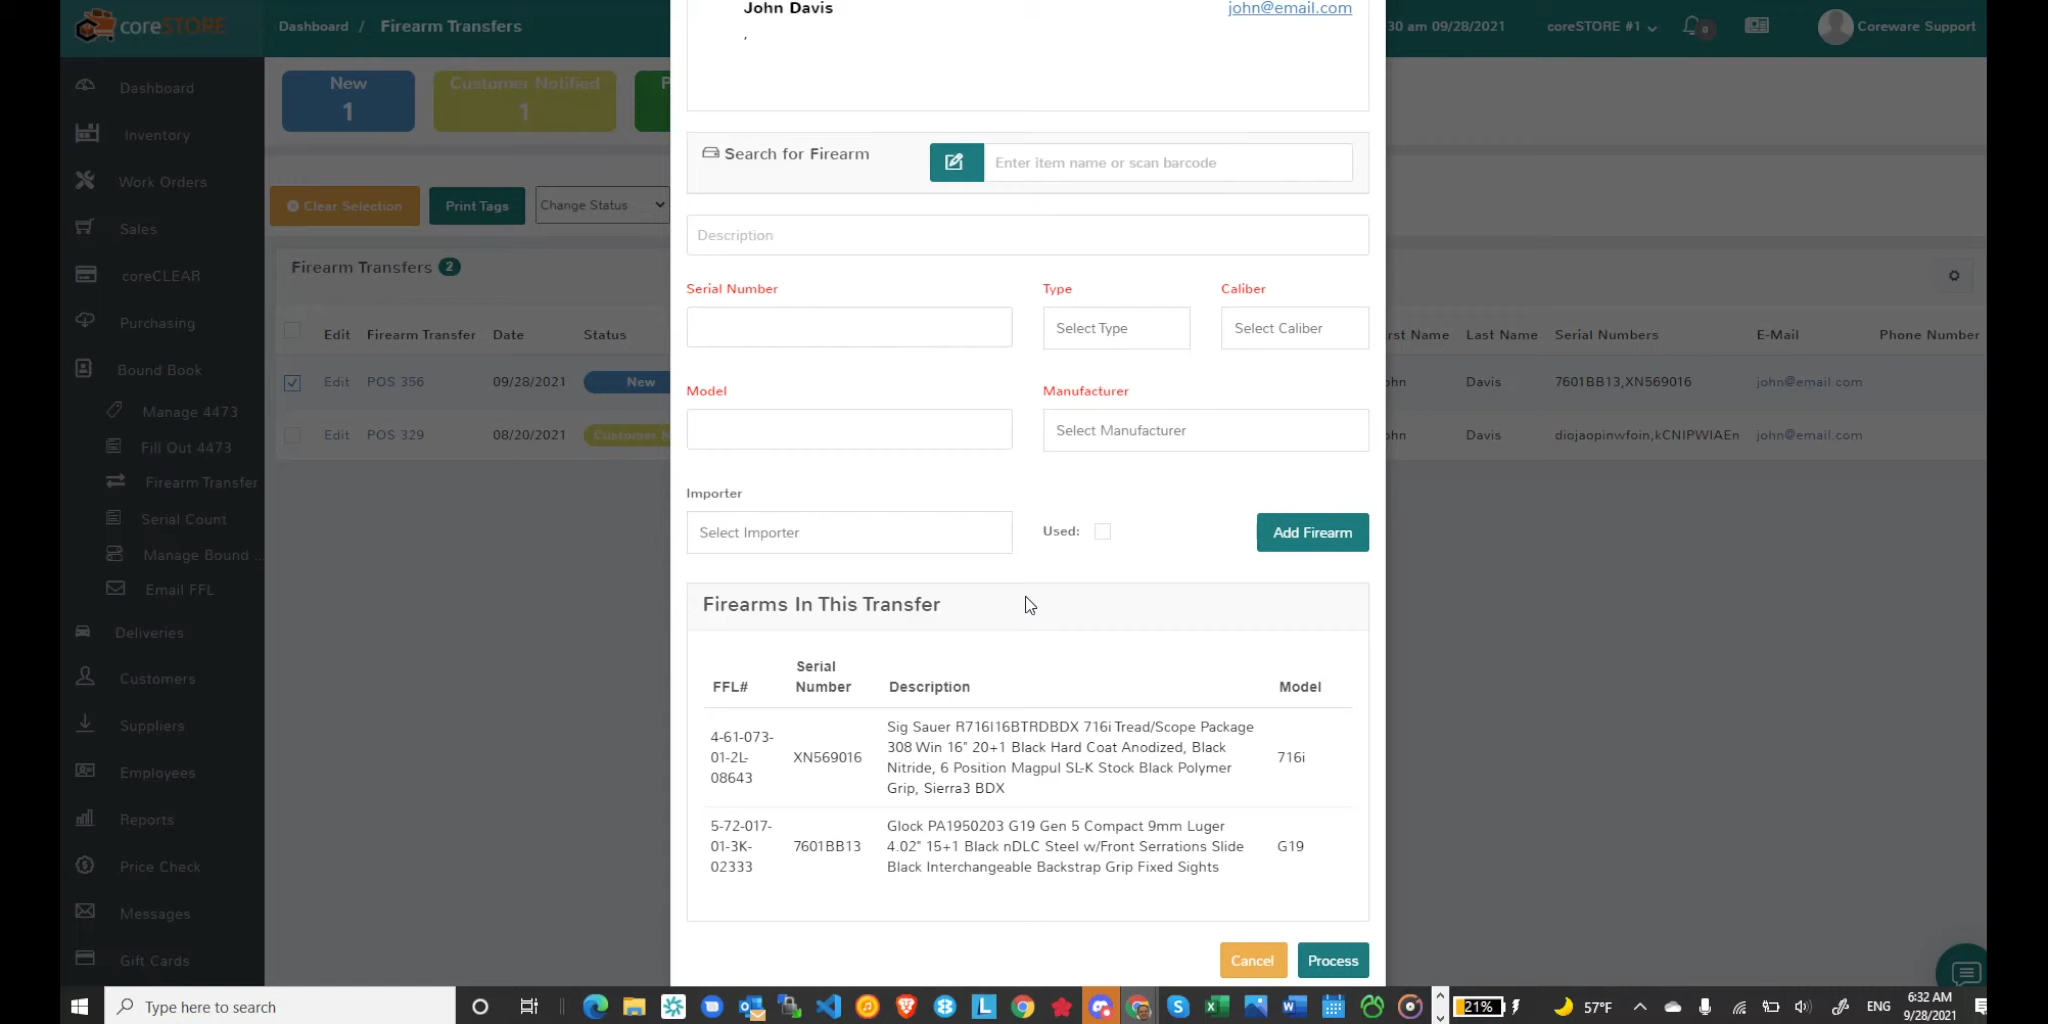 coreSTORE
Dashboard / Firearm Transfers
30 am 09/28/2021
coreSTORE #1
0
Coreware Support
Dashboard
Inventory
Work Orders
Sales
coreCLEAR
Purchasing
Bound Book
Manage 4473
Fill Out 4473
Firearm Transfer
Serial Count
Manage Bound ...
Email FFL
Deliveries
Customers
Suppliers
Employees
Reports
Price Check
Messages
Gift Cards
New
1
Customer Notified
1
P
Clear Selection
Print Tags
Change Status
Firearm Transfers 2
Edit Firearm Transfer Date Status
rst Name Last Name Serial Numbers E-Mail Phone Number
Edit POS 356 09/28/2021 New
ohn Davis 7601BB13,XN569016 john@email.com
Edit POS 329 08/20/2021 Customer N
ohn Davis diojaopinwfoin,kCNIPWIAEn john@email.com
John Davis
john@email.com
,
Search for Firearm
Enter item name or scan barcode
Description
Serial Number
Type
Select Type
Caliber
Select Caliber
Model
Manufacturer
Select Manufacturer
Importer
Select Importer
Used:
Add Firearm
Firearms In This Transfer
FFL#
Serial
Number
Description
Model
4-61-073-
01-2L-
08643
XN569016
Sig Sauer R716I16BTRDBDX 716i Tread/Scope Package
308 Win 16" 20+1 Black Hard Coat Anodized, Black
Nitride, 6 Position Magpul SL-K Stock Black Polymer
Grip, Sierra3 BDX
716i
5-72-017-
01-3K-
02333
7601BB13
Glock PA1950203 G19 Gen 5 Compact 9mm Luger
4.02" 15+1 Black nDLC Steel w/Front Serrations Slide
Black Interchangeable Backstrap Grip Fixed Sights
G19
Cancel
Process
Type here to search
21%
57°F
ENG
6:32 AM
9/28/2021